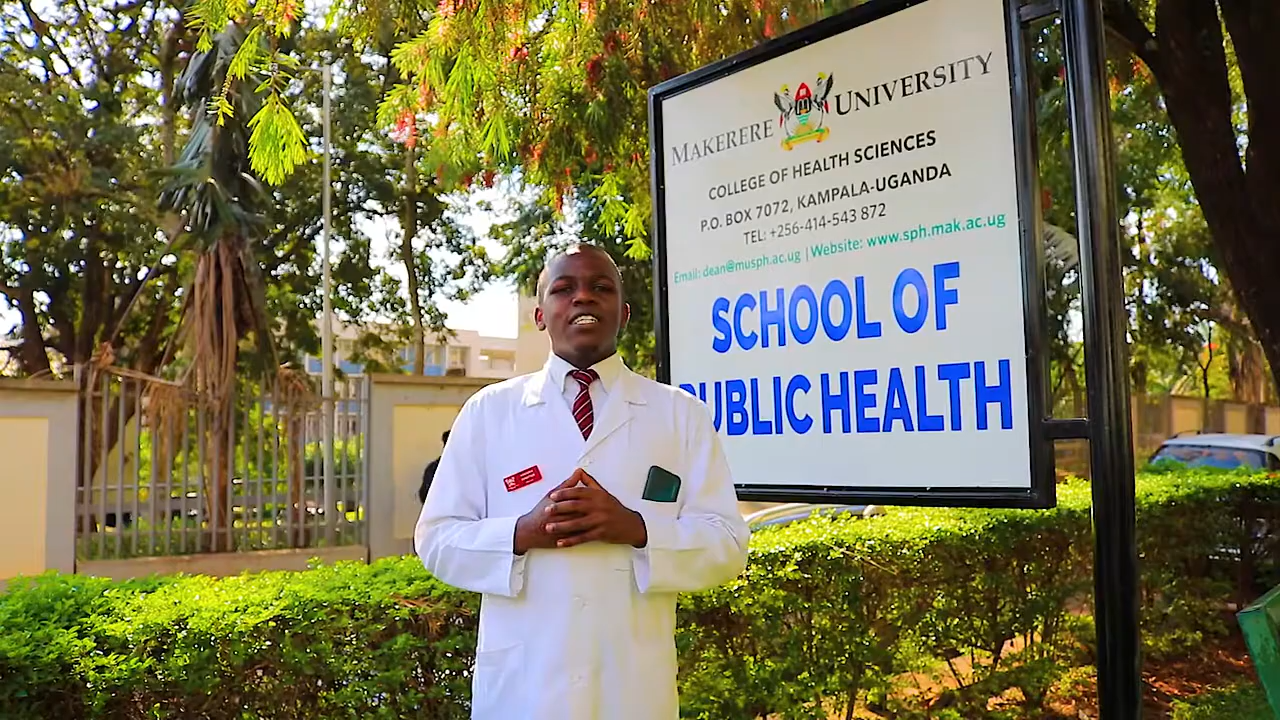 MAKERERE UNIVERSITY
COLLEGE OF HEALTH SCIENCES
P.O. BOX 7072, KAMPALA-UGANDA
TEL: +256-414-543 872
Email: dean@musph.ac.ug | Website: www.sph.mak.ac.ug
SCHOOL OF
PUBLIC HEALTH